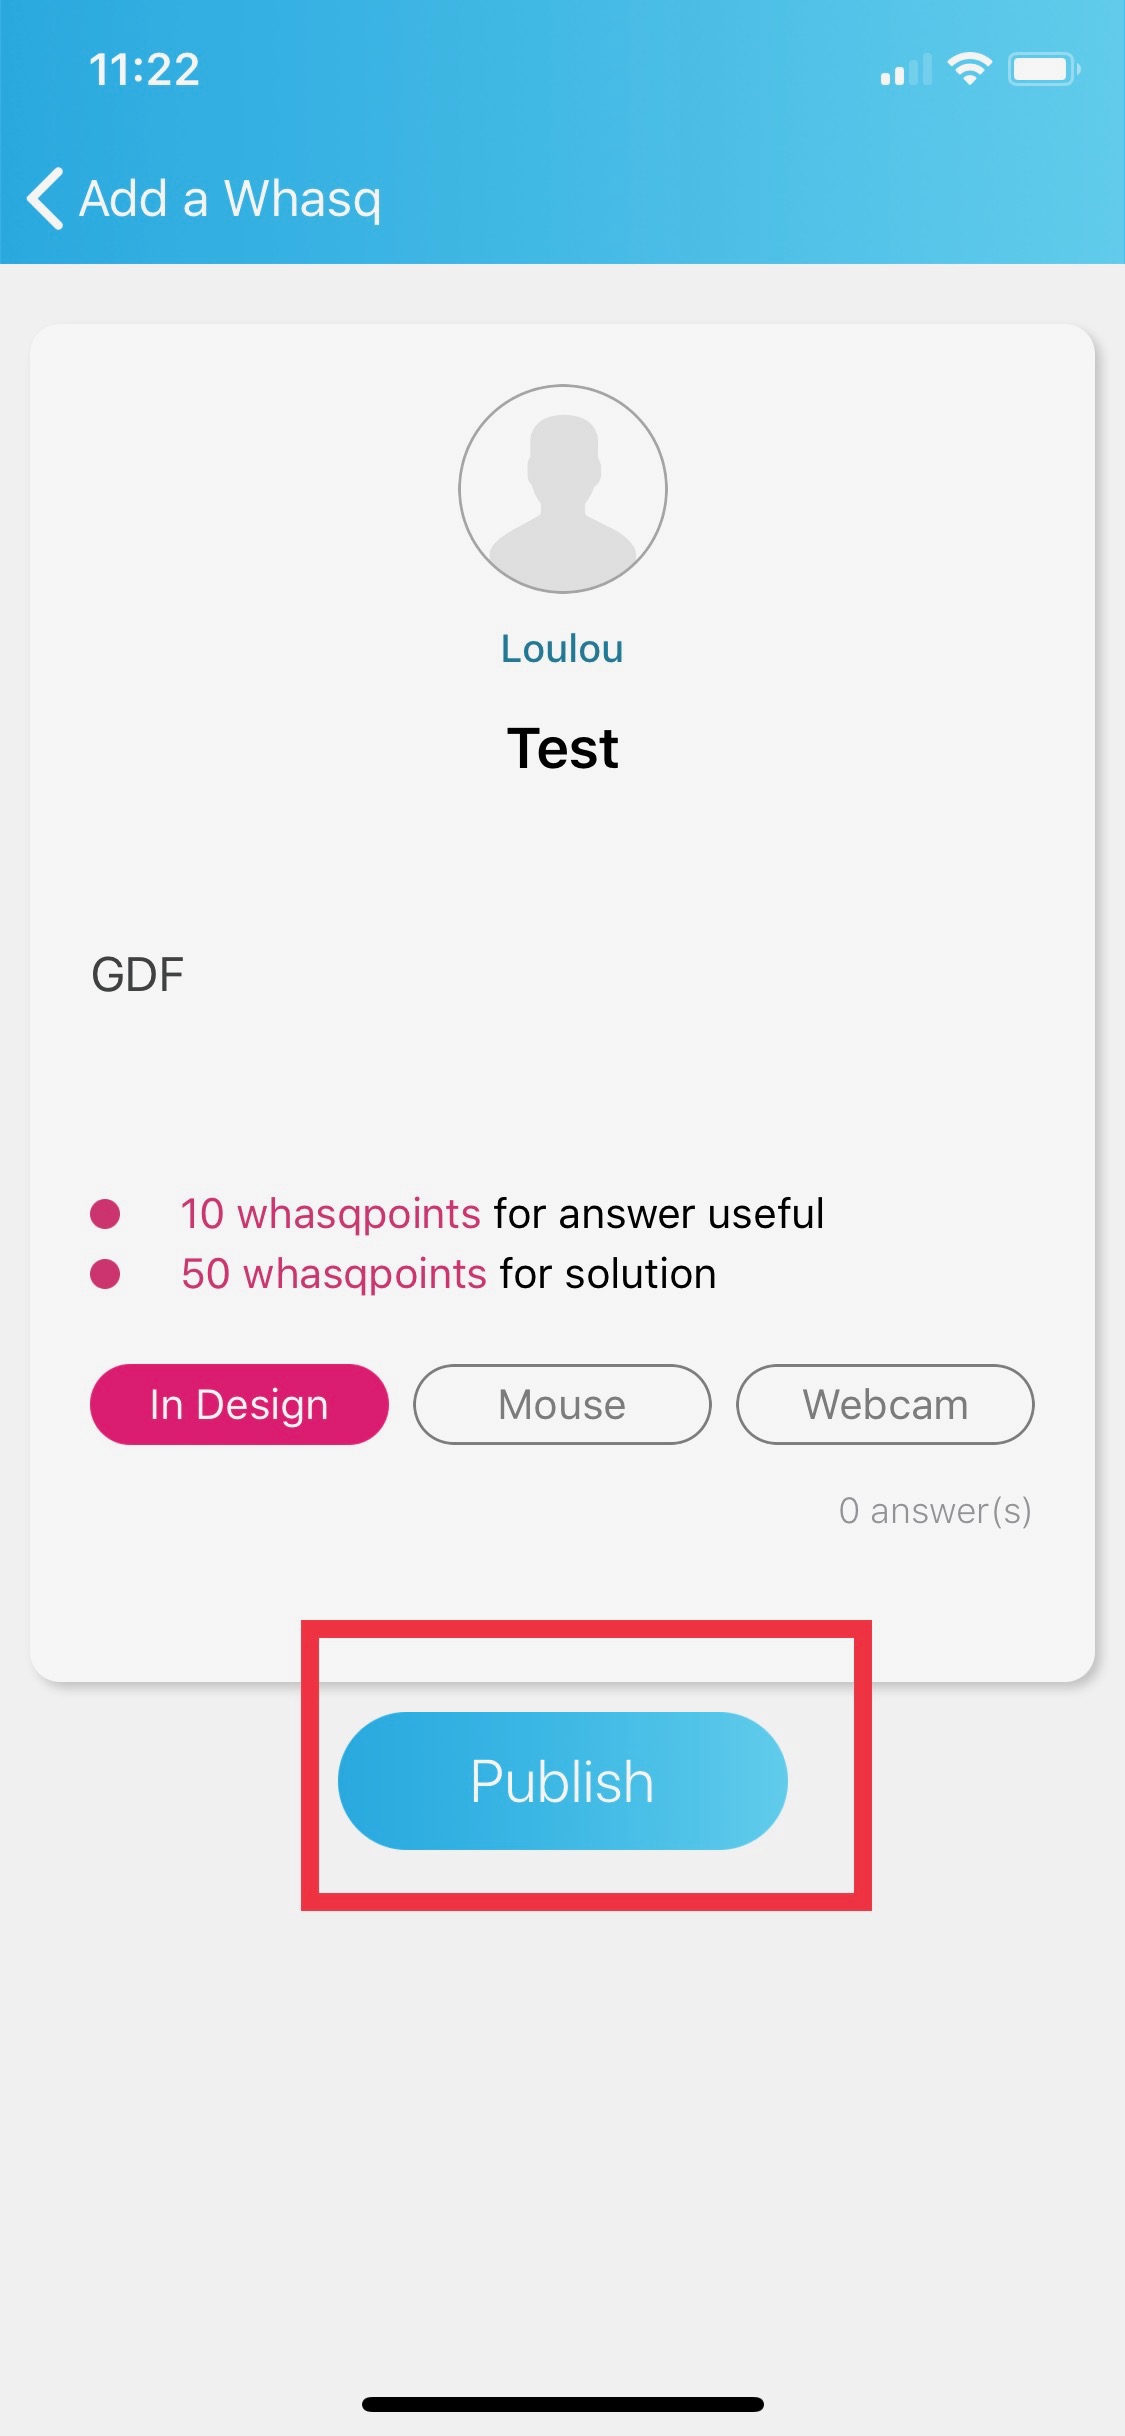 11:22
Add a Whasq
Loulou
Test
GDF
10 whasqpoints for answer useful
50 whasqpoints for solution
In Design Mouse Webcam
0 answer(s)
Publish